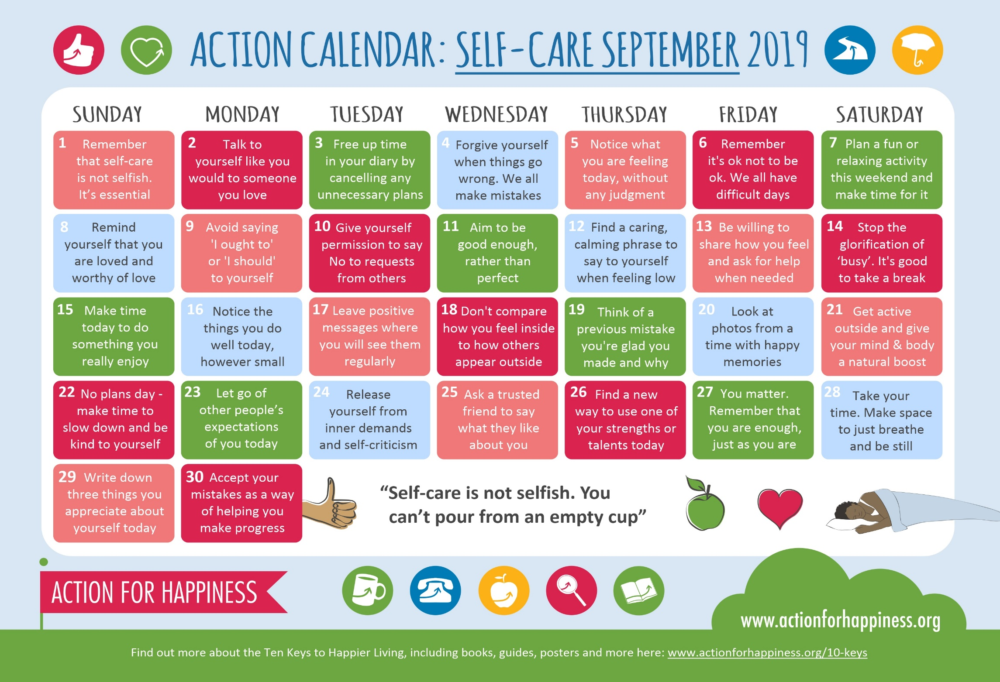 ACTION CALENDAR: SELF-CARE SEPTEMBER 2019
SUNDAY
MONDAY
TUESDAY
WEDNESDAY
THURSDAY
FRIDAY
SATURDAY
1 Remember
that self-care
is not selfish.
It’s essential
2 Talk to
yourself like you
would to someone
you love
3 Free up time
in your diary by
cancelling any
unnecessary plans
4 Forgive yourself
when things go
wrong. We all
make mistakes
5 Notice what
you are feeling
today, without
any judgment
6 Remember
it's ok not to be
ok. We all have
difficult days
7 Plan a fun or
relaxing activity
this weekend and
make time for it
8 Remind
yourself that you
are loved and
worthy of love
9 Avoid saying
'I ought to'
or 'I should'
to yourself
10 Give yourself
permission to say
No to requests
from others
11 Aim to be
good enough,
rather than
perfect
12 Find a caring,
calming phrase to
say to yourself
when feeling low
13 Be willing to
share how you feel
and ask for help
when needed
14 Stop the
glorification of
‘busy’. It's good
to take a break
15 Make time
today to do
something you
really enjoy
16 Notice the
things you do
well today,
however small
17 Leave positive
messages where
you will see them
regularly
18 Don't compare
how you feel inside
to how others
appear outside
19 Think of a
previous mistake
you're glad you
made and why
20 Look at
photos from a
time with happy
memories
21 Get active
outside and give
your mind & body
a natural boost
22 No plans day -
make time to
slow down and be
kind to yourself
23 Let go of
other people’s
expectations
of you today
24 Release
yourself from
inner demands
and self-criticism
25 Ask a trusted
friend to say
what they like
about you
26 Find a new
way to use one of
your strengths or
talents today
27 You matter.
Remember that
you are enough,
just as you are
28 Take your
time. Make space
to just breathe
and be still
29 Write down
three things you
appreciate about
yourself today
30 Accept your
mistakes as a way
of helping you
make progress
“Self-care is not selfish. You
can’t pour from an empty cup”
ACTION FOR HAPPINESS
www.actionforhappiness.org
Find out more about the Ten Keys to Happier Living, including books, guides, posters and more here: www.actionforhappiness.org/10-keys